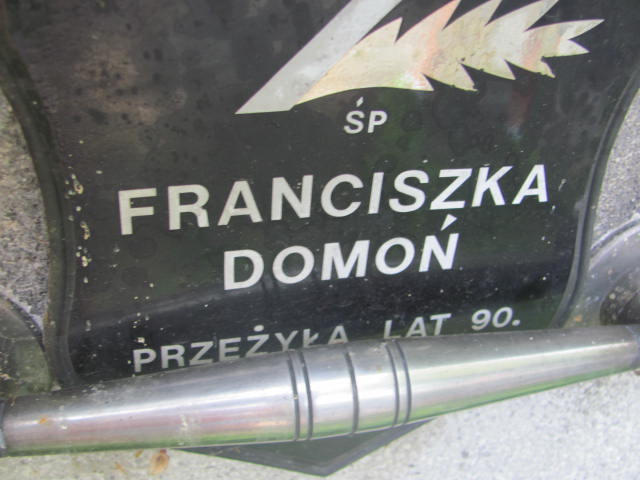 ŚP
FRANCISZKA
DOMOŃ
PRZEŻYŁA LAT 90.